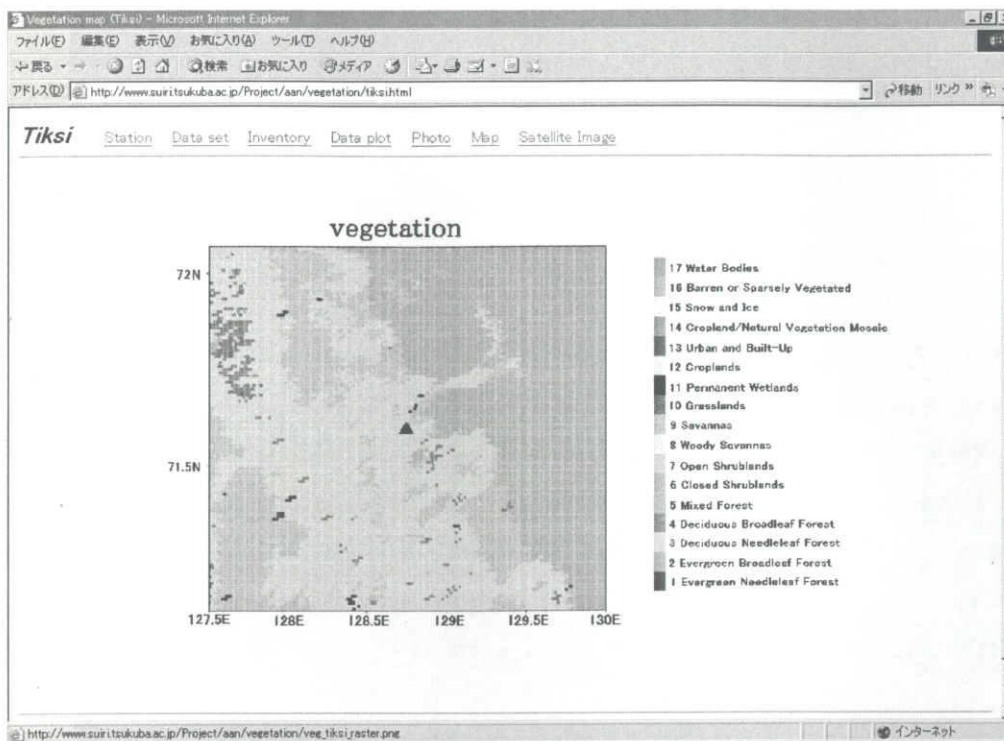 Vegetation map (Tiksi) - Microsoft Internet Explorer
ファイル(F) 編集(E) 表示(V) お気に入り(A) ツール(T) ヘルプ(H)
戻る 検索 お気に入り メディア
アドレス(D) http://www.suiri.tsukuba.ac.jp/Project/aan/vegetation/tiksi.html 移動 リンク »
Tiksi Station Data set Inventory Data plot Photo Map Satellite Image
vegetation
72N
71.5N
127.5E 128E 128.5E 129E 129.5E 130E
17 Water Bodies
16 Barren or Sparsely Vegetated
15 Snow and Ice
14 Cropland/Natural Vegetation Mosaic
13 Urban and Built-Up
12 Croplands
11 Permanent Wetlands
10 Grasslands
9 Savannas
8 Woody Savannas
7 Open Shrublands
6 Closed Shrublands
5 Mixed Forest
4 Deciduous Broadleaf Forest
3 Deciduous Needleleaf Forest
2 Evergreen Broadleaf Forest
1 Evergreen Needleleaf Forest
http://www.suiri.tsukuba.ac.jp/Project/aan/vegetation/veg_tiksi_raster.png インターネット